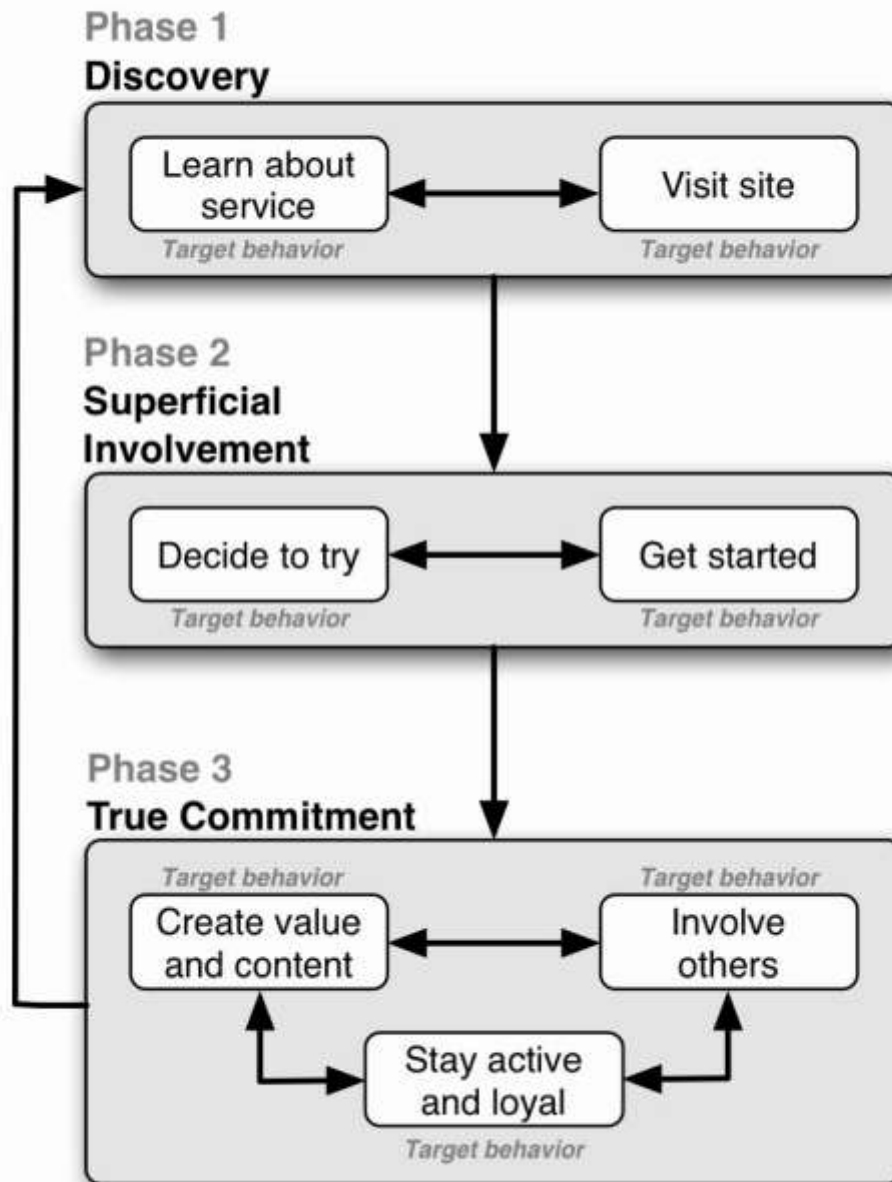 Phase 1
Discovery
Learn about
service
Visit site
Target behavior
Target behavior
Phase 2
Superficial
Involvement
Decide to try
Get started
Target behavior
Target behavior
Phase 3
True Commitment
Target behavior
Target behavior
Create value
and content
Involve
others
Stay active
and loyal
Target behavior